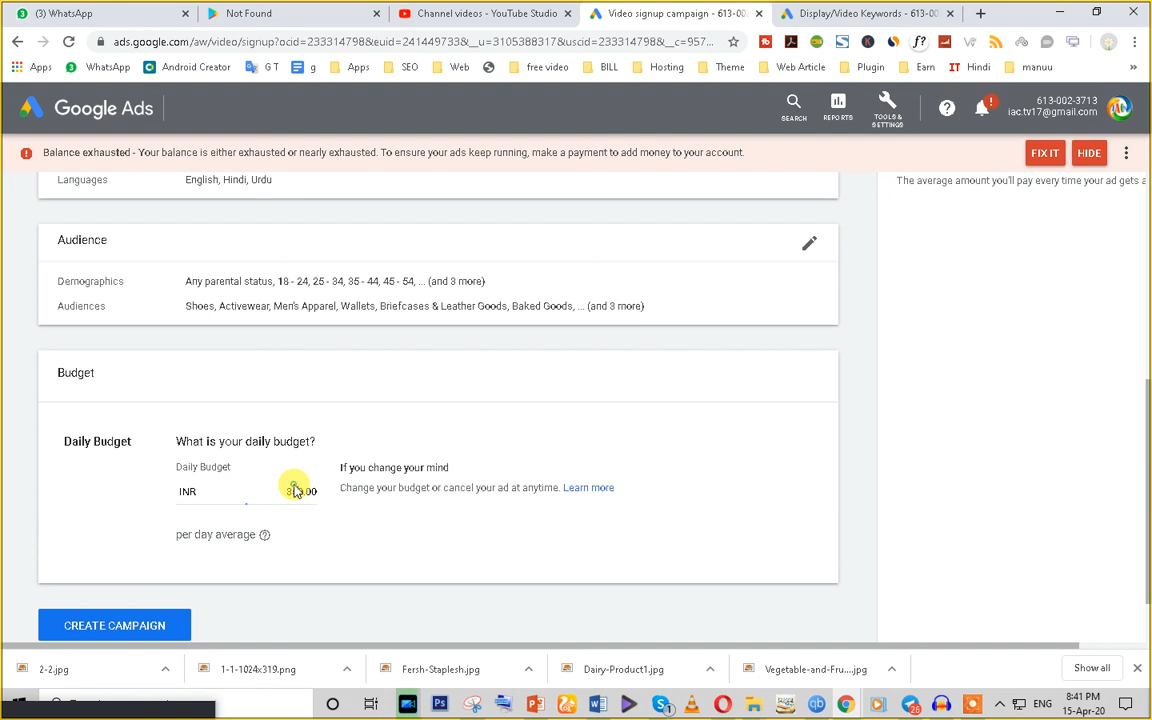 (3) WhatsApp
Not Found
Channel videos - YouTube Studio
Video signup campaign - 613-00
Display/Video Keywords - 613-00
ads.google.com/aw/video/signup?ocid=233314798&euid=241449733&__u=3105388317&uscid=233314798&__c=957...
Apps
WhatsApp
Android Creator
G T
g
Apps
SEO
Web
free video
BILL
Hosting
Theme
Web Article
Plugin
Earn
IT Hindi
manuu
Google Ads
SEARCH
REPORTS
TOOLS & SETTINGS
613-002-3713
iac.tv17@gmail.com
Balance exhausted - Your balance is either exhausted or nearly exhausted. To ensure your ads keep running, make a payment to add money to your account.
FIX IT
HIDE
Languages
English, Hindi, Urdu
The average amount you'll pay every time your ad gets a
Audience
Demographics
Any parental status, 18 - 24, 25 - 34, 35 - 44, 45 - 54, ... (and 3 more)
Audiences
Shoes, Activewear, Men's Apparel, Wallets, Briefcases & Leather Goods, Baked Goods, ... (and 3 more)
Budget
Daily Budget
What is your daily budget?
Daily Budget
If you change your mind
INR
Change your budget or cancel your ad at anytime. Learn more
per day average
CREATE CAMPAIGN
2-2.jpg
1-1-1024x319.png
Fersh-Staplesh.jpg
Dairy-Product1.jpg
Vegetable-and-Fru....jpg
Show all
ENG
8:41 PM
15-Apr-20